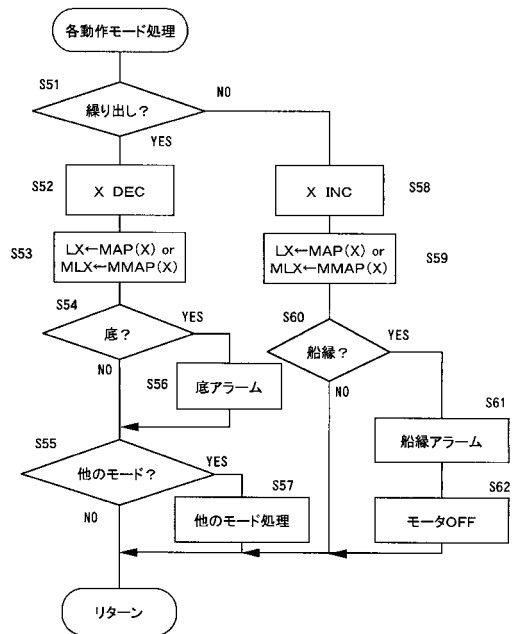 各動作モード処理
S51
繰り出し?
NO
YES
S52
X DEC
X INC
S58
S53
LX←MAP(X) or
MLX←MMAP(X)
LX←MAP(X) or
MLX←MMAP(X)
S59
S54
底?
YES
NO
S60
船縁?
YES
NO
S56
底アラーム
S61
船縁アラーム
S55
他のモード?
YES
NO
S57
他のモード処理
S62
モータOFF
リターン